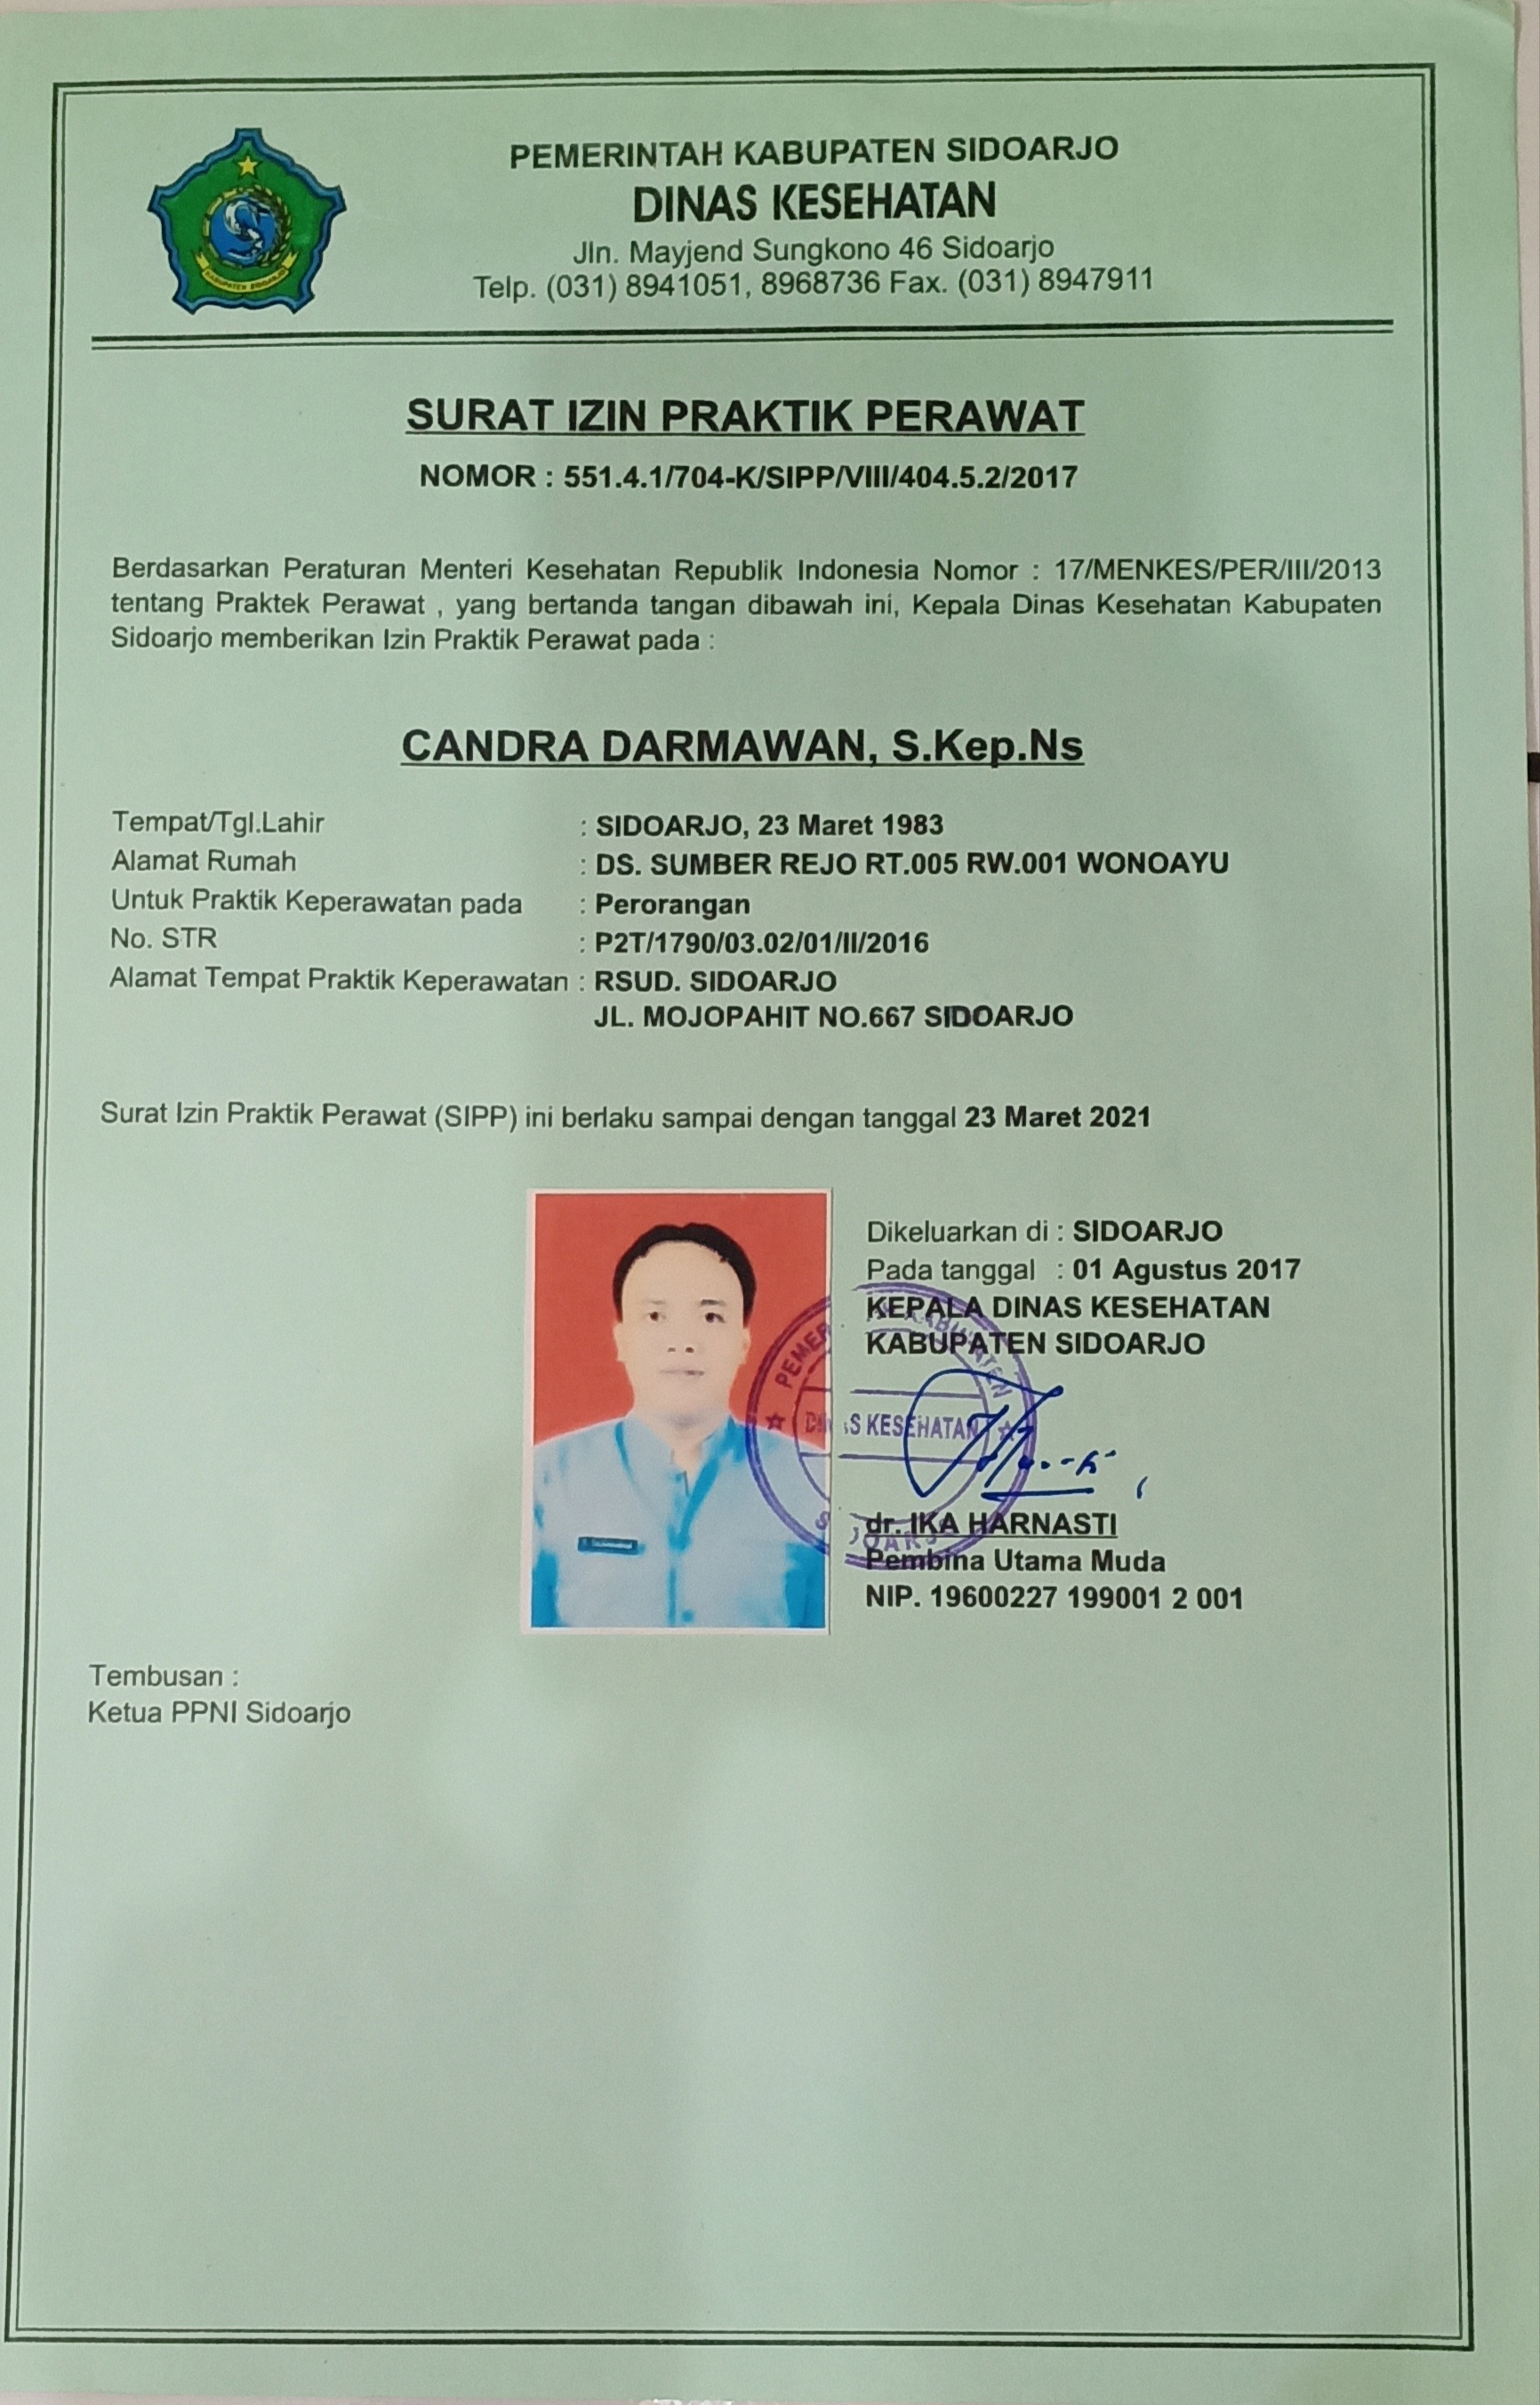 PEMERINTAH KABUPATEN SIDOARJO
DINAS KESEHATAN
Jln. Mayjend Sungkono 46 Sidoarjo
Telp. (031) 8941051, 8968736 Fax. (031) 8947911
KABUPATEN SIDOARJO
SURAT IZIN PRAKTIK PERAWAT
NOMOR : 551.4.1/704-K/SIPP/VIII/404.5.2/2017
Berdasarkan Peraturan Menteri Kesehatan Republik Indonesia Nomor : 17/MENKES/PER/III/2013
tentang Praktek Perawat , yang bertanda tangan dibawah ini, Kepala Dinas Kesehatan Kabupaten
Sidoarjo memberikan Izin Praktik Perawat pada :
CANDRA DARMAWAN, S.Kep.Ns
Tempat/Tgl.Lahir : SIDOARJO, 23 Maret 1983
Alamat Rumah : DS. SUMBER REJO RT.005 RW.001 WONOAYU
Untuk Praktik Keperawatan pada : Perorangan
No. STR : P2T/1790/03.02/01/II/2016
Alamat Tempat Praktik Keperawatan : RSUD. SIDOARJO
JL. MOJOPAHIT NO.667 SIDOARJO
Surat Izin Praktik Perawat (SIPP) ini berlaku sampai dengan tanggal 23 Maret 2021
Dikeluarkan di : SIDOARJO
Pada tanggal : 01 Agustus 2017
KEPALA DINAS KESEHATAN
KABUPATEN SIDOARJO
S KESEHATAN
dr. IKA HARNASTI
Pembina Utama Muda
NIP. 19600227 199001 2 001
Tembusan :
Ketua PPNI Sidoarjo